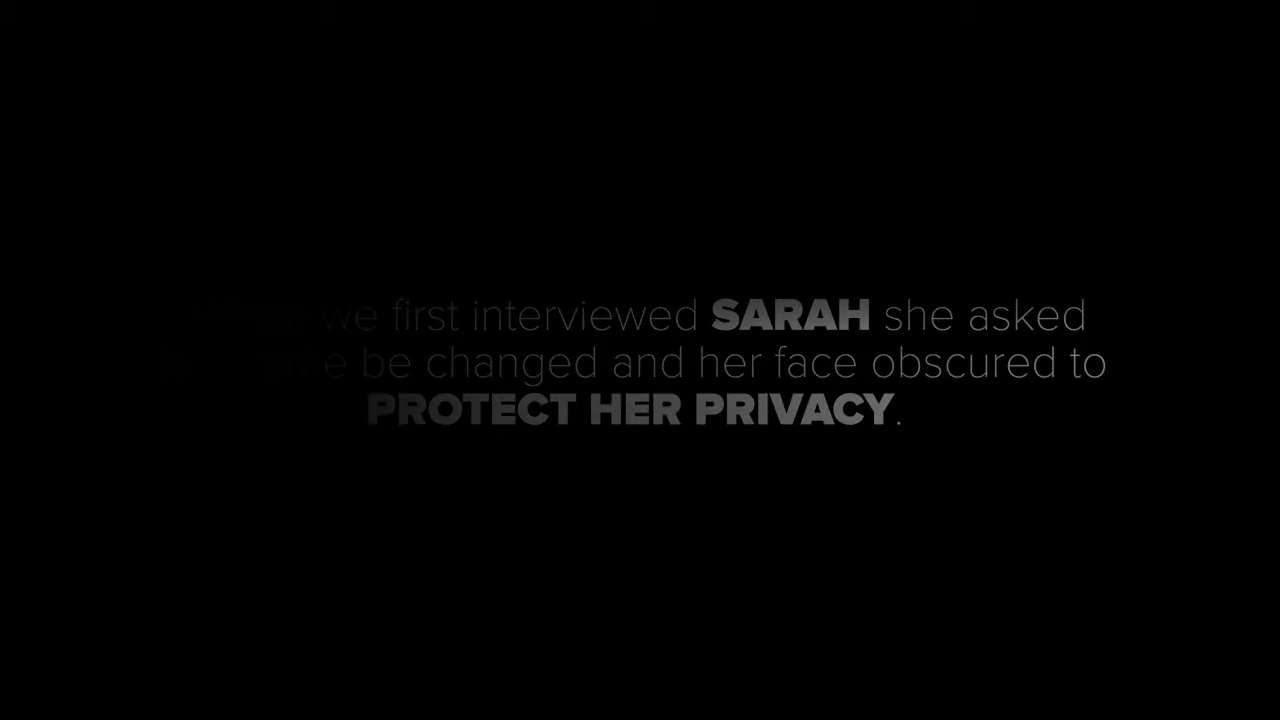 we first interviewed SARAH she asked
be changed and her face obscured to
PROTECT HER PRIVACY.